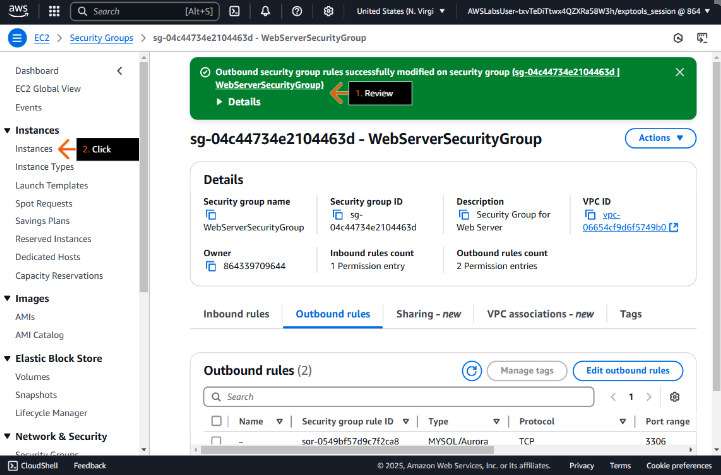 aws
Search [Alt+S]
United States (N. Virgi
AWSLabsUser-txvTeDiTtwx4QZXRa58W3h/exptools_session @ 864
EC2 Security Groups sg-04c44734e2104463d - WebServerSecurityGroup
Dashboard
EC2 Global View
Events
Instances
Instances
2. Click
Instance Types
Launch Templates
Spot Requests
Savings Plans
Reserved Instances
Dedicated Hosts
Capacity Reservations
Images
AMIs
AMI Catalog
Elastic Block Store
Volumes
Snapshots
Lifecycle Manager
Network & Security
Security Groups
Outbound security group rules successfully modified on security group (sg-04c44734e2104463d |
WebServerSecurityGroup)
Details
1. Review
sg-04c44734e2104463d - WebServerSecurityGroup
Actions
Details
Security group name
WebServerSecurityGroup
Security group ID
sg-
04c44734e2104463d
Description
Security Group for
Web Server
VPC ID
vpc-
06654cf9d6f5749b0
Owner
864339709644
Inbound rules count
1 Permission entry
Outbound rules count
2 Permission entries
Inbound rules Outbound rules Sharing - new VPC associations - new Tags
Outbound rules (2)
Manage tags
Edit outbound rules
Search
1
Name Security group rule ID Type Protocol Port range
– sgr-0549bf57d9c7f2ca8 MYSQL/Aurora TCP 3306
CloudShell Feedback © 2025, Amazon Web Services, Inc. or its affiliates. Privacy Terms Cookie preferences